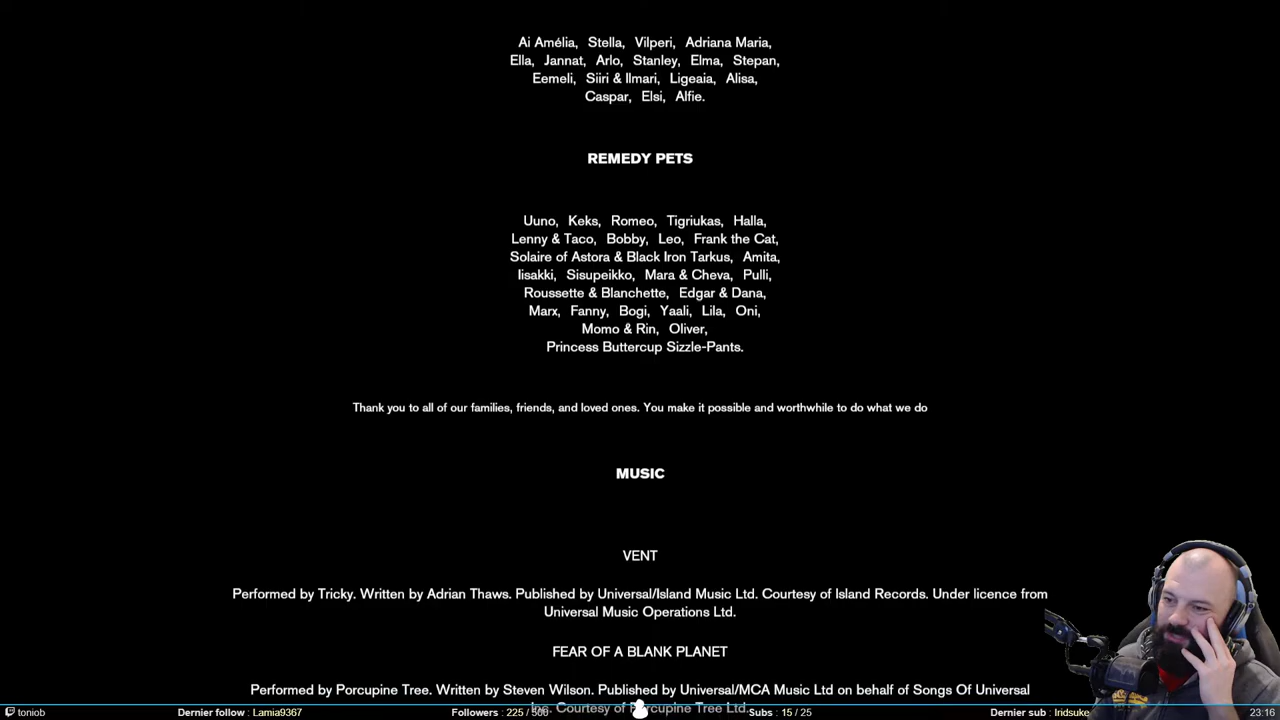 Ai Amélia, Stella, Vilperi, Adriana Maria,
Ella, Jannat, Arlo, Stanley, Elma, Stepan,
Eemeli, Siiri & Ilmari, Ligeaia, Alisa,
Caspar, Elsi, Alfie.
REMEDY PETS
Uuno, Keks, Romeo, Tigriukas, Halla,
Lenny & Taco, Bobby, Leo, Frank the Cat,
Solaire of Astora & Black Iron Tarkus, Amita,
Iisakki, Sisupeikko, Mara & Cheva, Pulli,
Roussette & Blanchette, Edgar & Dana,
Marx, Fanny, Bogi, Yaali, Lila, Oni,
Momo & Rin, Oliver,
Princess Buttercup Sizzle-Pants.
Thank you to all of our families, friends, and loved ones. You make it possible and worthwhile to do what we do
MUSIC
VENT
Performed by Tricky. Written by Adrian Thaws. Published by Universal/Island Music Ltd. Courtesy of Island Records. Under licence from
Universal Music Operations Ltd.
FEAR OF A BLANK PLANET
Performed by Porcupine Tree. Written by Steven Wilson. Published by Universal/MCA Music Ltd on behalf of Songs Of Universal
Inc. Courtesy of Porcupine Tree Ltd.
toniob Dernier follow : Lamia9367 Followers : 225 / 500 Subs : 15 / 25 Dernier sub : Iridsuke 23:16